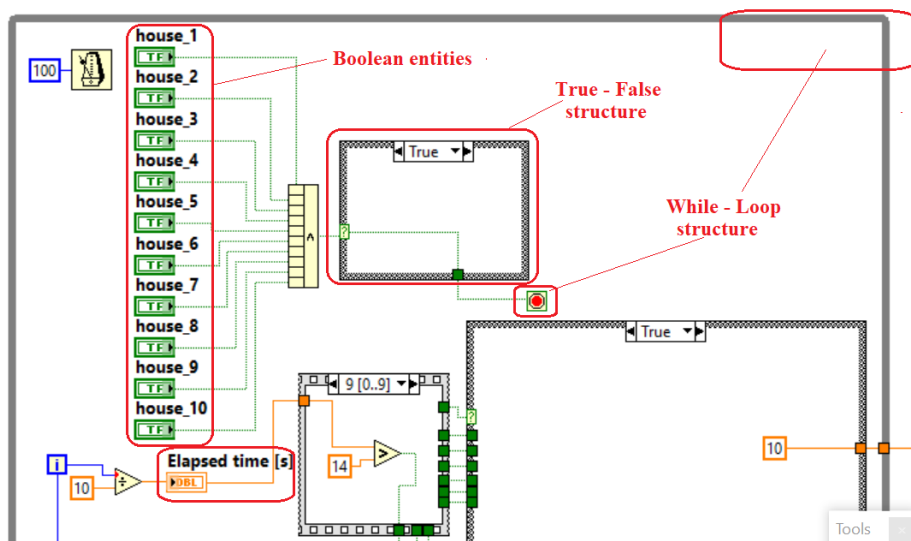 house_1
100
TF
Boolean entities
house_2
TF
True - False
structure
house_3
TF
True
house_4
TF
house_5
TF
While - Loop
structure
house_6
TF
?
house_7
TF
house_8
TF
True
house_9
TF
9 [0..9]
house_10
TF
?
>
Elapsed time [s]
i
14
10
10
÷
DBL
Tools